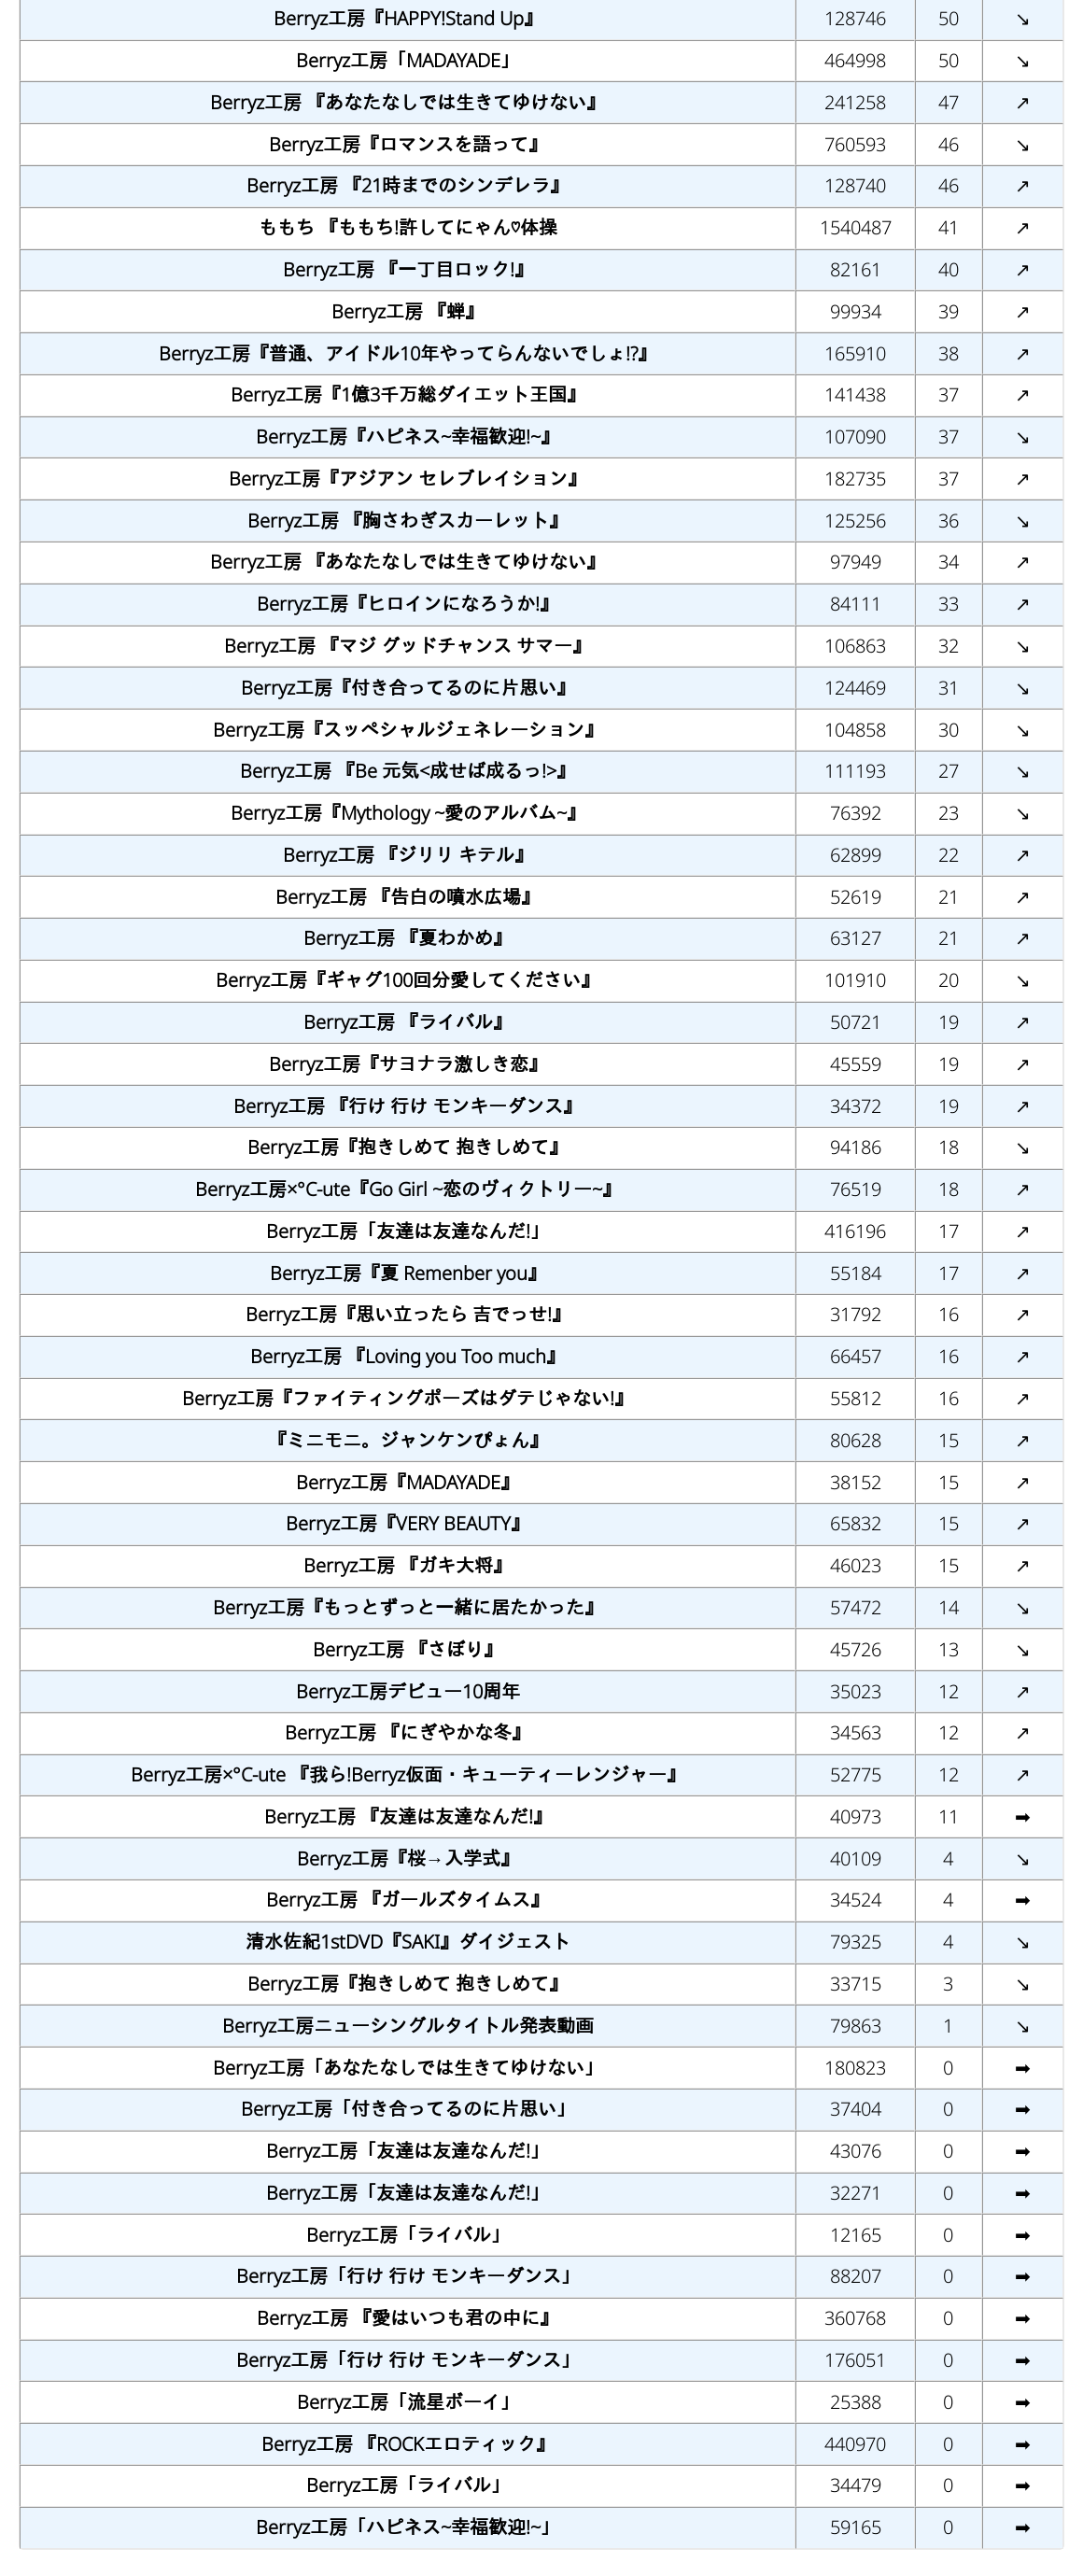 Berryz工房『HAPPY!Stand Up』 128746 50 ↘
Berryz工房「MADAYADE」 464998 50 ↘
Berryz工房 『あなたなしでは生きてゆけない』 241258 47 ↗
Berryz工房『ロマンスを語って』 760593 46 ↘
Berryz工房 『21時までのシンデレラ』 128740 46 ↗
ももち 『ももち!許してにゃん♡体操 1540487 41 ↗
Berryz工房 『一丁目ロック!』 82161 40 ↗
Berryz工房 『蝉』 99934 39 ↗
Berryz工房『普通、アイドル10年やってらんないでしょ!?』 165910 38 ↗
Berryz工房『1億3千万総ダイエット王国』 141438 37 ↗
Berryz工房『ハピネス~幸福歓迎!~』 107090 37 ↘
Berryz工房『アジアン セレブレイション』 182735 37 ↗
Berryz工房 『胸さわぎスカーレット』 125256 36 ↘
Berryz工房 『あなたなしでは生きてゆけない』 97949 34 ↗
Berryz工房『ヒロインになろうか!』 84111 33 ↗
Berryz工房 『マジ グッドチャンス サマー』 106863 32 ↘
Berryz工房『付き合ってるのに片思い』 124469 31 ↘
Berryz工房『スッペシャルジェネレーション』 104858 30 ↘
Berryz工房 『Be 元気<成せば成るっ!>』 111193 27 ↘
Berryz工房『Mythology ~愛のアルバム~』 76392 23 ↘
Berryz工房 『ジリリ キテル』 62899 22 ↗
Berryz工房 『告白の噴水広場』 52619 21 ↗
Berryz工房 『夏わかめ』 63127 21 ↗
Berryz工房『ギャグ100回分愛してください』 101910 20 ↘
Berryz工房 『ライバル』 50721 19 ↗
Berryz工房『サヨナラ激しき恋』 45559 19 ↗
Berryz工房 『行け 行け モンキーダンス』 34372 19 ↗
Berryz工房『抱きしめて 抱きしめて』 94186 18 ↘
Berryz工房×℃-ute『Go Girl ~恋のヴィクトリー~』 76519 18 ↗
Berryz工房「友達は友達なんだ!」 416196 17 ↗
Berryz工房『夏 Remenber you』 55184 17 ↗
Berryz工房『思い立ったら 吉でっせ!』 31792 16 ↗
Berryz工房 『Loving you Too much』 66457 16 ↗
Berryz工房『ファイティングポーズはダテじゃない!』 55812 16 ↗
『ミニモニ。ジャンケンぴょん』 80628 15 ↗
Berryz工房『MADAYADE』 38152 15 ↗
Berryz工房『VERY BEAUTY』 65832 15 ↗
Berryz工房 『ガキ大将』 46023 15 ↗
Berryz工房『もっとずっと一緒に居たかった』 57472 14 ↘
Berryz工房 『さぼり』 45726 13 ↘
Berryz工房デビュー10周年 35023 12 ↗
Berryz工房 『にぎやかな冬』 34563 12 ↗
Berryz工房×℃-ute 『我ら!Berryz仮面・キューティーレンジャー』 52775 12 ↗
Berryz工房 『友達は友達なんだ!』 40973 11 ➡
Berryz工房『桜→入学式』 40109 4 ↘
Berryz工房 『ガールズタイムス』 34524 4 ➡
清水佐紀1stDVD『SAKI』ダイジェスト 79325 4 ↘
Berryz工房『抱きしめて 抱きしめて』 33715 3 ↘
Berryz工房ニューシングルタイトル発表動画 79863 1 ↘
Berryz工房「あなたなしでは生きてゆけない」 180823 0 ➡
Berryz工房「付き合ってるのに片思い」 37404 0 ➡
Berryz工房「友達は友達なんだ!」 43076 0 ➡
Berryz工房「友達は友達なんだ!」 32271 0 ➡
Berryz工房「ライバル」 12165 0 ➡
Berryz工房「行け 行け モンキーダンス」 88207 0 ➡
Berryz工房 『愛はいつも君の中に』 360768 0 ➡
Berryz工房「行け 行け モンキーダンス」 176051 0 ➡
Berryz工房「流星ボーイ」 25388 0 ➡
Berryz工房 『ROCKエロティック』 440970 0 ➡
Berryz工房「ライバル」 34479 0 ➡
Berryz工房「ハピネス~幸福歓迎!~」 59165 0 ➡